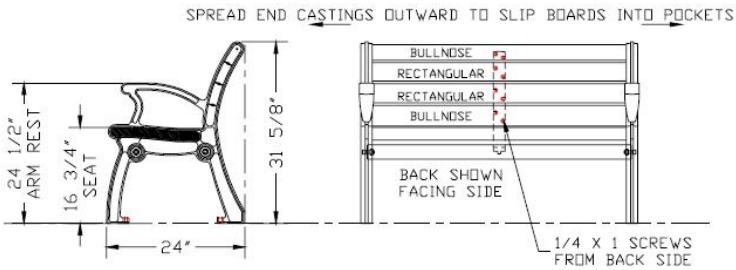 SPREAD END CASTINGS OUTWARD TO SLIP BOARDS INTO POCKETS
BULLNOSE
RECTANGULAR
RECTANGULAR
BULLNOSE
24 1/2"
ARM REST
16 3/4"
SEAT
31 5/8"
BACK SHOWN
FACING SIDE
24"
1/4 X 1 SCREWS
FROM BACK SIDE